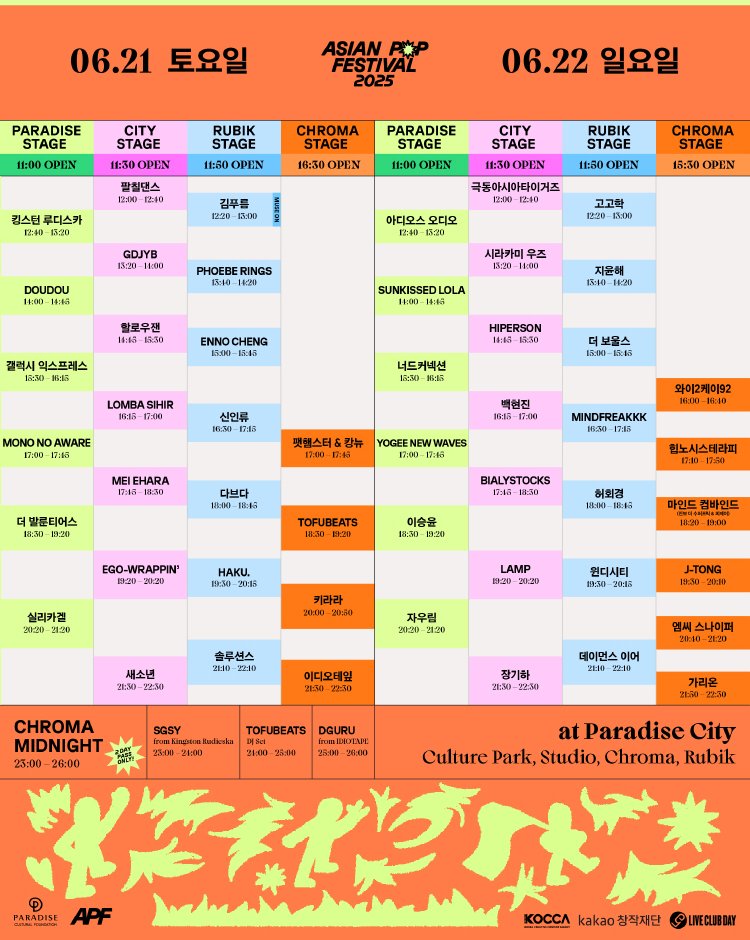 06.21 토요일
ASIAN POP
FESTIVAL
2025
06.22 일요일
PARADISE
STAGE
11:00 OPEN
킹스턴 루디스카
12:40 – 13:20
DOUDOU
14:00 – 14:45
갤럭시 익스프레스
15:30 – 16:15
MONO NO AWARE
17:00 – 17:45
더 발룬티어스
18:30 – 19:20
실리카겔
20:20 – 21:20
CITY
STAGE
11:30 OPEN
팔칠댄스
12:00 – 12:40
GDJYB
13:20 – 14:00
할로우잰
14:45 – 15:30
LOMBA SIHIR
16:15 – 17:00
MEI EHARA
17:45 – 18:30
EGO-WRAPPIN'
19:20 – 20:20
새소년
21:30 – 22:30
RUBIK
STAGE
11:50 OPEN
김푸름
12:20 – 13:00
MUSE ON
PHOEBE RINGS
13:40 – 14:20
ENNO CHENG
15:00 – 15:45
신인류
16:30 – 17:15
다브다
18:00 – 18:45
HAKU.
19:30 – 20:15
솔루션스
21:10 – 22:10
CHROMA
STAGE
16:30 OPEN
팻햄스터 & 캉뉴
17:00 – 17:45
TOFUBEATS
18:30 – 19:20
키라라
20:00 – 20:50
이디오테잎
21:30 – 22:30
PARADISE
STAGE
11:00 OPEN
아디오스 오디오
12:40 – 13:20
SUNKISSED LOLA
14:00 – 14:45
너드커넥션
15:30 – 16:15
YOGEE NEW WAVES
17:00 – 17:45
이승윤
18:30 – 19:20
자우림
20:20 – 21:20
CITY
STAGE
11:30 OPEN
극동아시아타이거즈
12:00 – 12:40
시라카미 우즈
13:20 – 14:00
HIPERSON
14:45 – 15:30
백현진
16:15 – 17:00
BIALYSTOCKS
17:45 – 18:30
LAMP
19:20 – 20:20
장기하
21:30 – 22:30
RUBIK
STAGE
11:50 OPEN
고고학
12:20 – 13:00
지윤해
13:40 – 14:20
더 보울스
15:00 – 15:45
MINDFREAKKK
16:30 – 17:15
허회경
18:00 – 18:45
윈디시티
19:30 – 20:15
데이먼스 이어
21:10 – 22:10
CHROMA
STAGE
15:30 OPEN
와이2케이92
16:00 – 16:40
힙노시스테라피
17:10 – 17:50
마인드 컴바인드
18:20 – 19:00
J-TONG
19:30 – 20:10
엠씨 스나이퍼
20:40 – 21:20
가리온
21:50 – 22:30
CHROMA
MIDNIGHT
23:00 – 26:00
2 DAY
PASS
ONLY!
SGSY
from Kingston Rudieska
23:00 – 24:00
TOFUBEATS
DJ Set
24:00 – 25:00
DGURU
from IDIOTAPE
25:00 – 26:00
at Paradise City
Culture Park, Studio, Chroma, Rubik
PARADISE
CULTURAL FOUNDATION
APF
KOCCA
kakao 창작재단
LIVE CLUB DAY